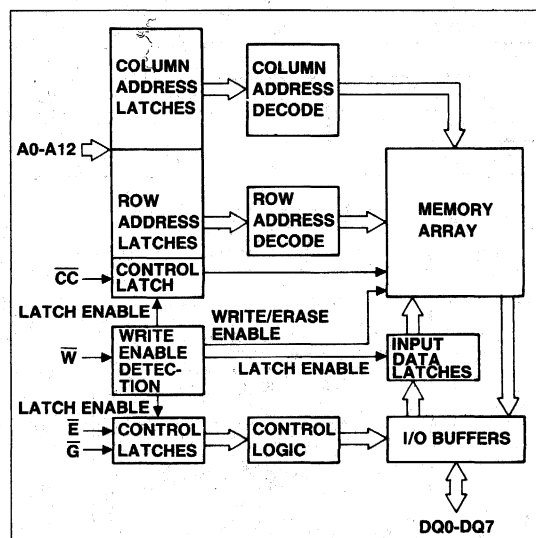 COLUMN
ADDRESS
LATCHES
COLUMN
ADDRESS
DECODE
A0-A12
ROW
ADDRESS
LATCHES
ROW
ADDRESS
DECODE
MEMORY
ARRAY
CC
CONTROL
LATCH
LATCH ENABLE
WRITE/ERASE
ENABLE
W
WRITE
ENABLE
DETEC-
TION
LATCH ENABLE
INPUT
DATA
LATCHES
LATCH ENABLE
E
G
CONTROL
LATCHES
CONTROL
LOGIC
I/O BUFFERS
DQ0-DQ7